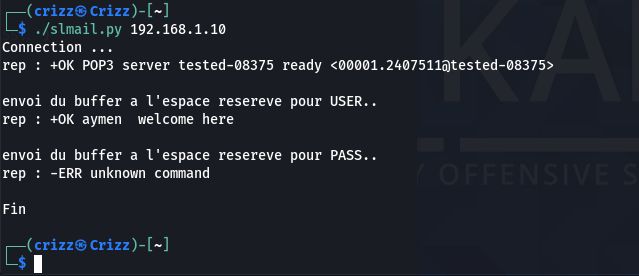 ┌──(crizz㉿Crizz)-[~]
└─$ ./slmail.py 192.168.1.10
Connection ...
rep : +OK POP3 server tested-08375 ready <00001.2407511@tested-08375>
envoi du buffer a l'espace resereve pour USER..
rep : +OK aymen  welcome here
envoi du buffer a l'espace resereve pour PASS..
rep : -ERR unknown command
Fin
┌──(crizz㉿Crizz)-[~]
└─$
KA
Y OFFENSIVE S